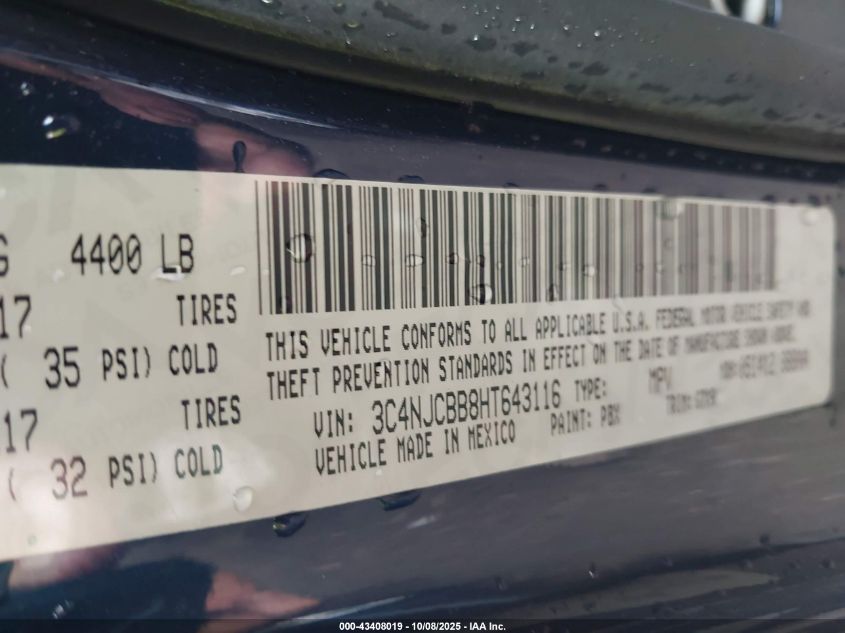 G 4400 LB
17 TIRES
( 35 PSI) COLD
17 TIRES
( 32 PSI) COLD
THIS VEHICLE CONFORMS TO ALL APPLICABLE U.S.A. FEDERAL MOTOR VEHICLE SAFETY AND
THEFT PREVENTION STANDARDS IN EFFECT ON THE DATE OF MANUFACTURE SHOWN ABOVE.
VIN: 3C4NJCBB8HT643116 TYPE: MPV
VEHICLE MADE IN MEXICO PAINT: PBX TRIM:
000-43408019 - 10/08/2025 - IAA Inc.